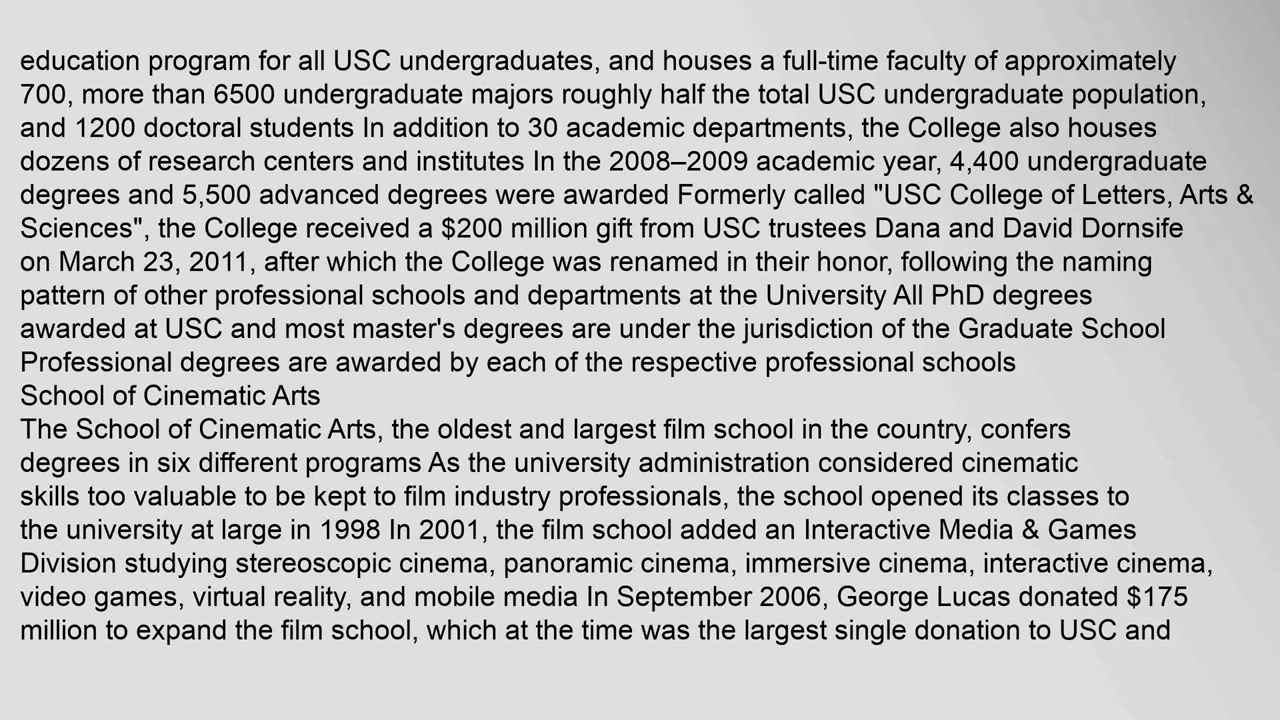 education program for all USC undergraduates, and houses a full-time faculty of approximately
700, more than 6500 undergraduate majors roughly half the total USC undergraduate population,
and 1200 doctoral students In addition to 30 academic departments, the College also houses
dozens of research centers and institutes In the 2008–2009 academic year, 4,400 undergraduate
degrees and 5,500 advanced degrees were awarded Formerly called "USC College of Letters, Arts &
Sciences", the College received a $200 million gift from USC trustees Dana and David Dornsife
on March 23, 2011, after which the College was renamed in their honor, following the naming
pattern of other professional schools and departments at the University All PhD degrees
awarded at USC and most master's degrees are under the jurisdiction of the Graduate School
Professional degrees are awarded by each of the respective professional schools
School of Cinematic Arts
The School of Cinematic Arts, the oldest and largest film school in the country, confers
degrees in six different programs As the university administration considered cinematic
skills too valuable to be kept to film industry professionals, the school opened its classes to
the university at large in 1998 In 2001, the film school added an Interactive Media & Games
Division studying stereoscopic cinema, panoramic cinema, immersive cinema, interactive cinema,
video games, virtual reality, and mobile media In September 2006, George Lucas donated $175
million to expand the film school, which at the time was the largest single donation to USC and